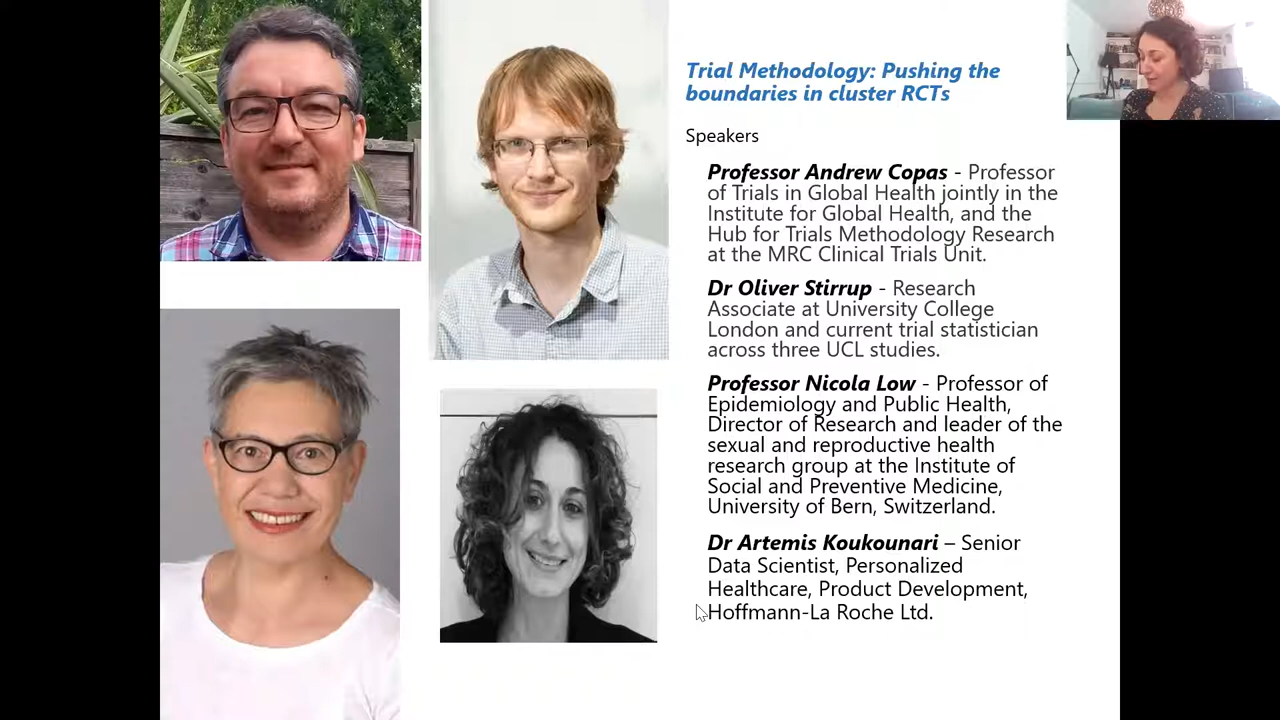 Trial Methodology: Pushing the
boundaries in cluster RCTs
Speakers
Professor Andrew Copas - Professor
of Trials in Global Health jointly in the
Institute for Global Health, and the
Hub for Trials Methodology Research
at the MRC Clinical Trials Unit.
Dr Oliver Stirrup - Research
Associate at University College
London and current trial statistician
across three UCL studies.
Professor Nicola Low - Professor of
Epidemiology and Public Health,
Director of Research and leader of the
sexual and reproductive health
research group at the Institute of
Social and Preventive Medicine,
University of Bern, Switzerland.
Dr Artemis Koukounari – Senior
Data Scientist, Personalized
Healthcare, Product Development,
Hoffmann-La Roche Ltd.